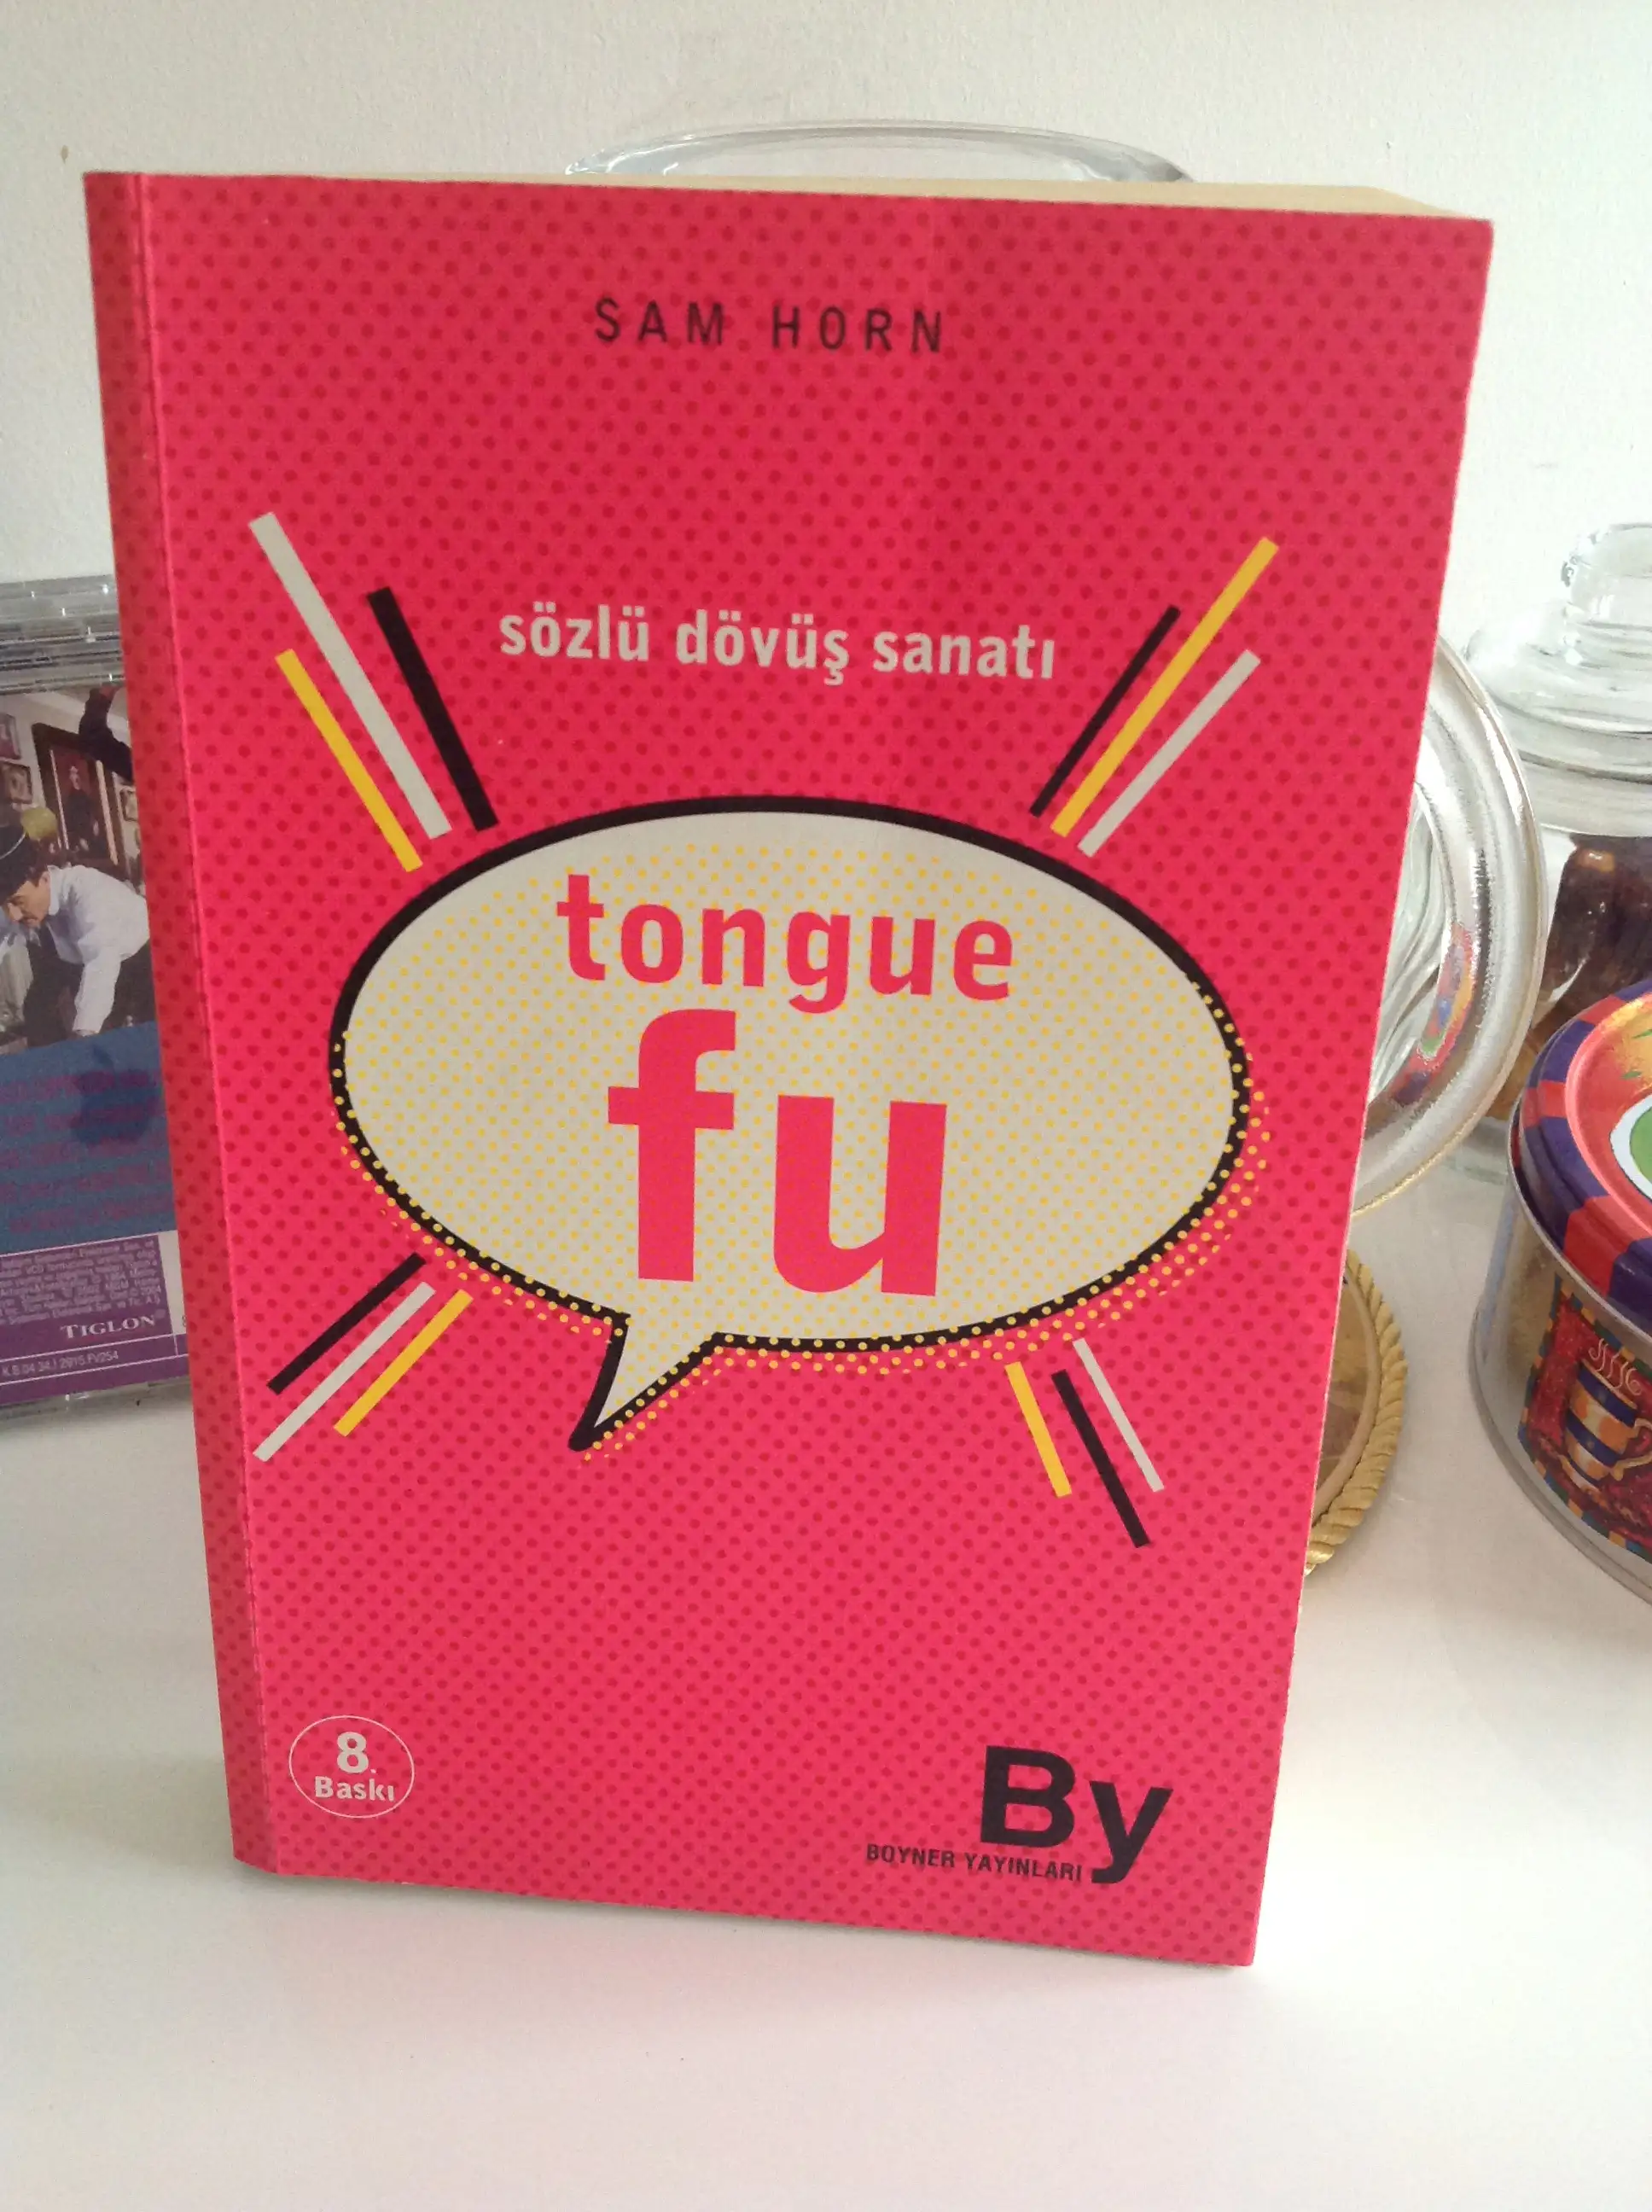 SAM HORN
sözlü dövüş sanatı
tongue
fu
8.
Baskı
By
BOYNER YAYINLARI
TIGLON